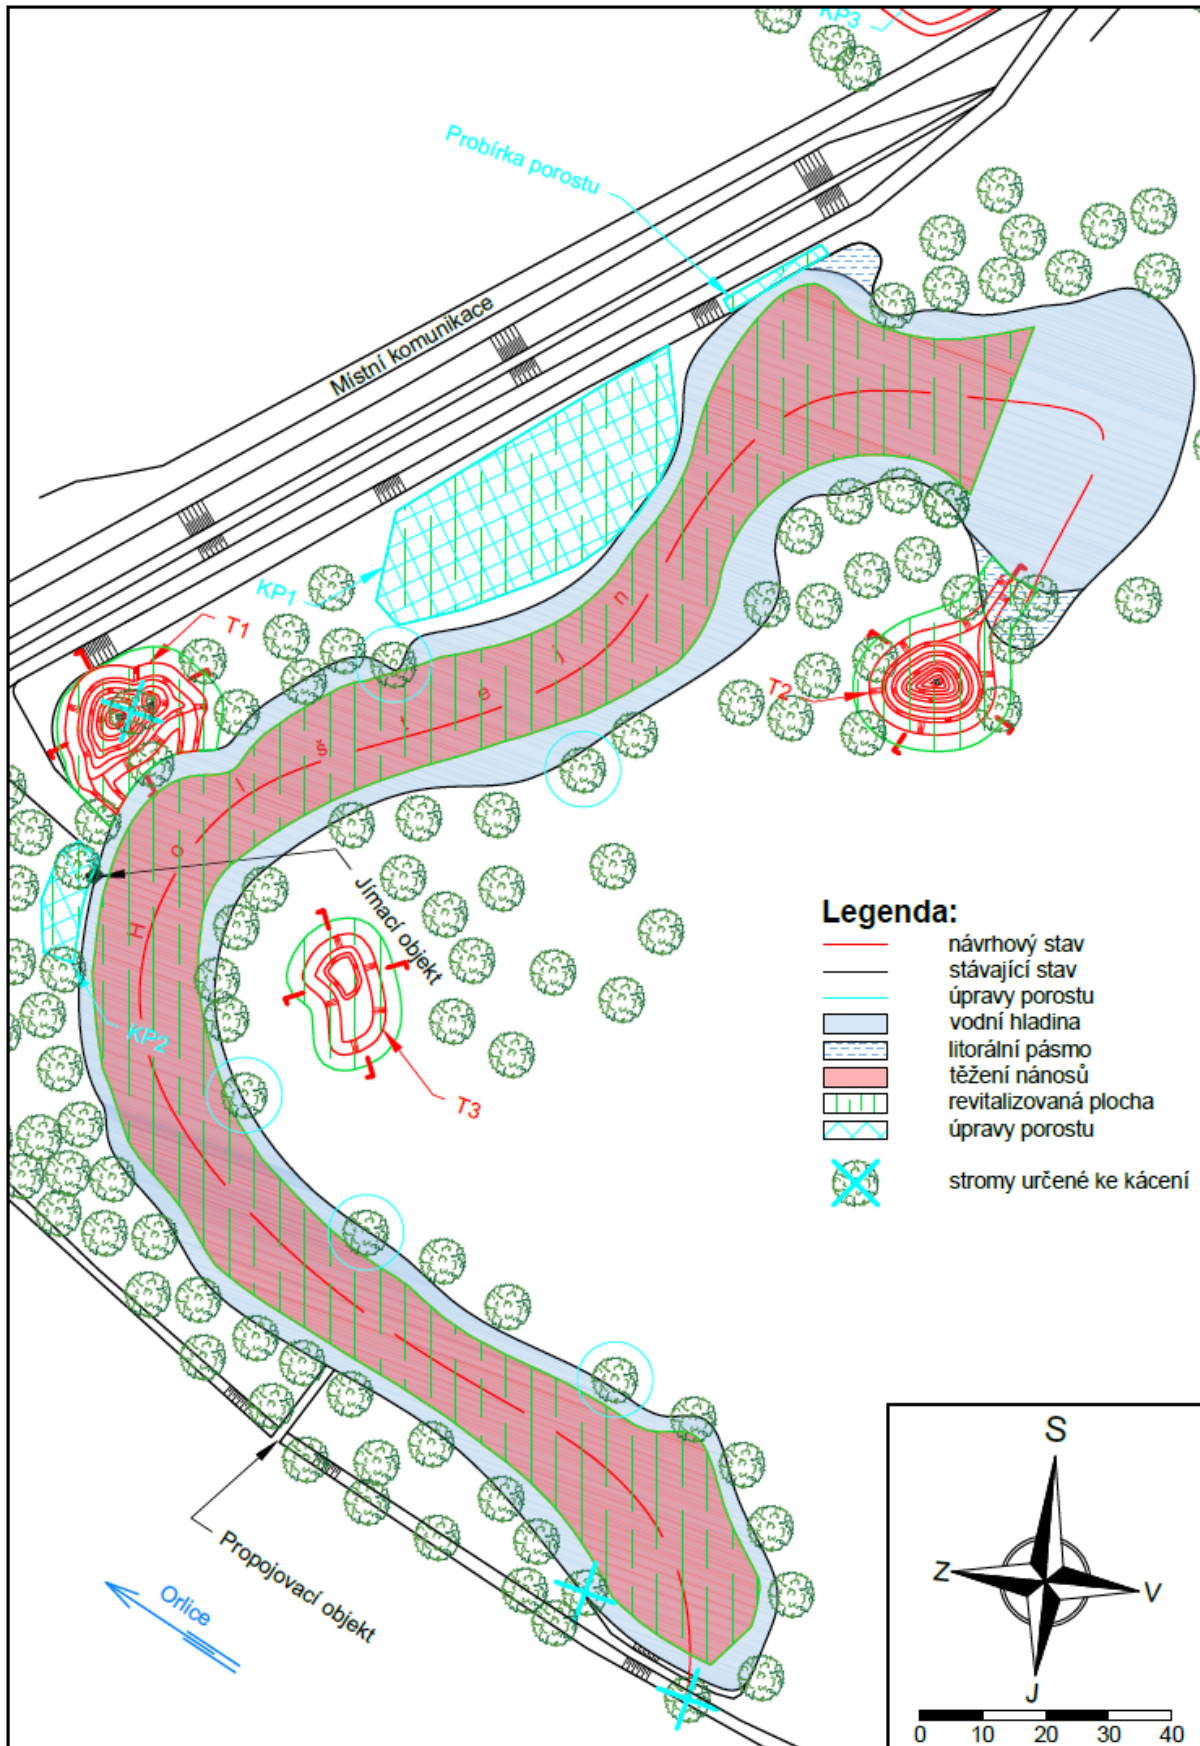 KP3
Probírka porostu
Místní komunikace
KP1
T1
T2
Holštejn
Jímací objekt
KP2
T3
Legenda:
návrhový stav
stávající stav
úpravy porostu
vodní hladina
litorální pásmo
těžení nánosů
revitalizovaná plocha
úpravy porostu
stromy určené ke kácení
Propojovací objekt
Orlice
S
Z
V
J
0 10 20 30 40